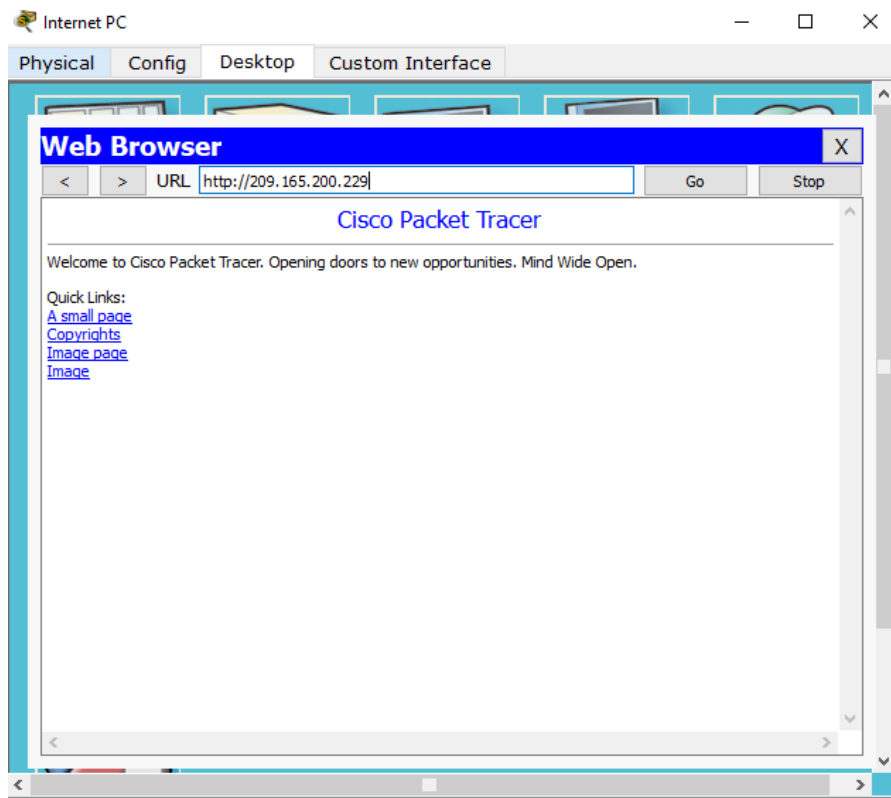 Internet PC
Physical Config Desktop Custom Interface
Web Browser X
< > URL http://209.165.200.229 Go Stop
Cisco Packet Tracer
Welcome to Cisco Packet Tracer. Opening doors to new opportunities. Mind Wide Open.
Quick Links:
A small page
Copyrights
Image page
Image